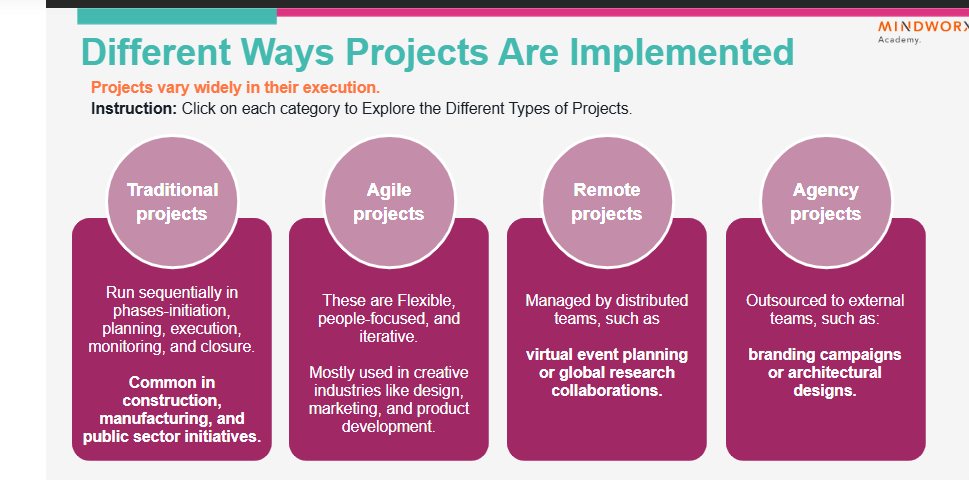 MINDWORX
Academy.
Different Ways Projects Are Implemented
Projects vary widely in their execution.
Instruction: Click on each category to Explore the Different Types of Projects.
Traditional
projects
Run sequentially in
phases-initiation,
planning, execution,
monitoring, and closure.
Common in
construction,
manufacturing, and
public sector initiatives.
Agile
projects
These are Flexible,
people-focused, and
iterative.
Mostly used in creative
industries like design,
marketing, and product
development.
Remote
projects
Managed by distributed
teams, such as
virtual event planning
or global research
collaborations.
Agency
projects
Outsourced to external
teams, such as:
branding campaigns
or architectural
designs.